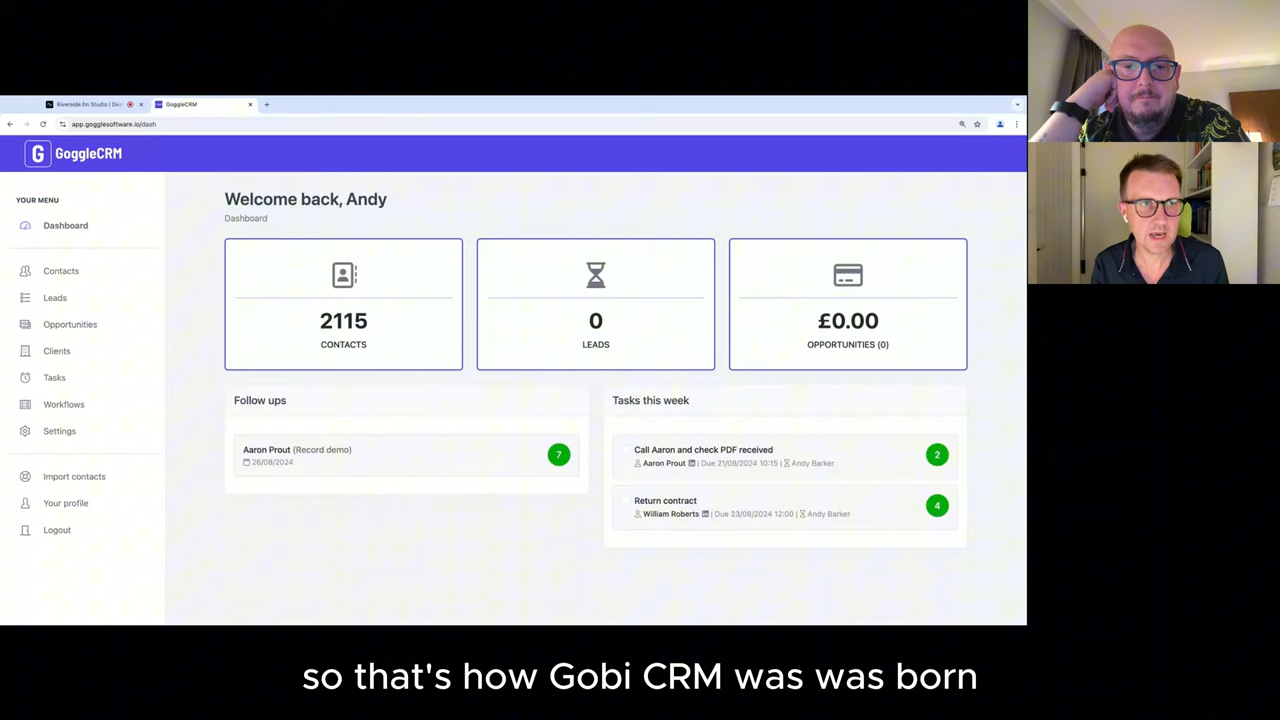 Riverside.fm Studio | Dea
GoggleCRM
app.gogglesoftware.io/dash
G GoggleCRM
YOUR MENU
Dashboard
Contacts
Leads
Opportunities
Clients
Tasks
Workflows
Settings
Import contacts
Your profile
Logout
Welcome back, Andy
Dashboard
2115
CONTACTS
0
LEADS
£0.00
OPPORTUNITIES (0)
Follow ups
Aaron Prout (Record demo)
26/08/2024
7
Tasks this week
Call Aaron and check PDF received
Aaron Prout | Due 21/08/2024 10:15 | Andy Barker
2
Return contract
William Roberts | Due 23/08/2024 12:00 | Andy Barker
4
so that's how Gobi CRM was was born